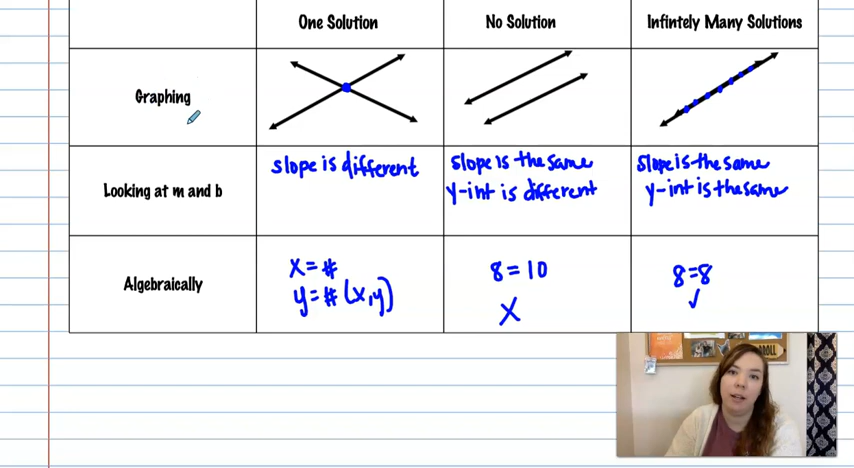 One Solution
No Solution
Infintely Many Solutions
Graphing
Looking at m and b
slope is different
slope is the same
y-int is different
slope is the same
y-int is the same
Algebraically
x = #
y = # (x,y)
8 = 10
X
8 = 8
✓
ROLL